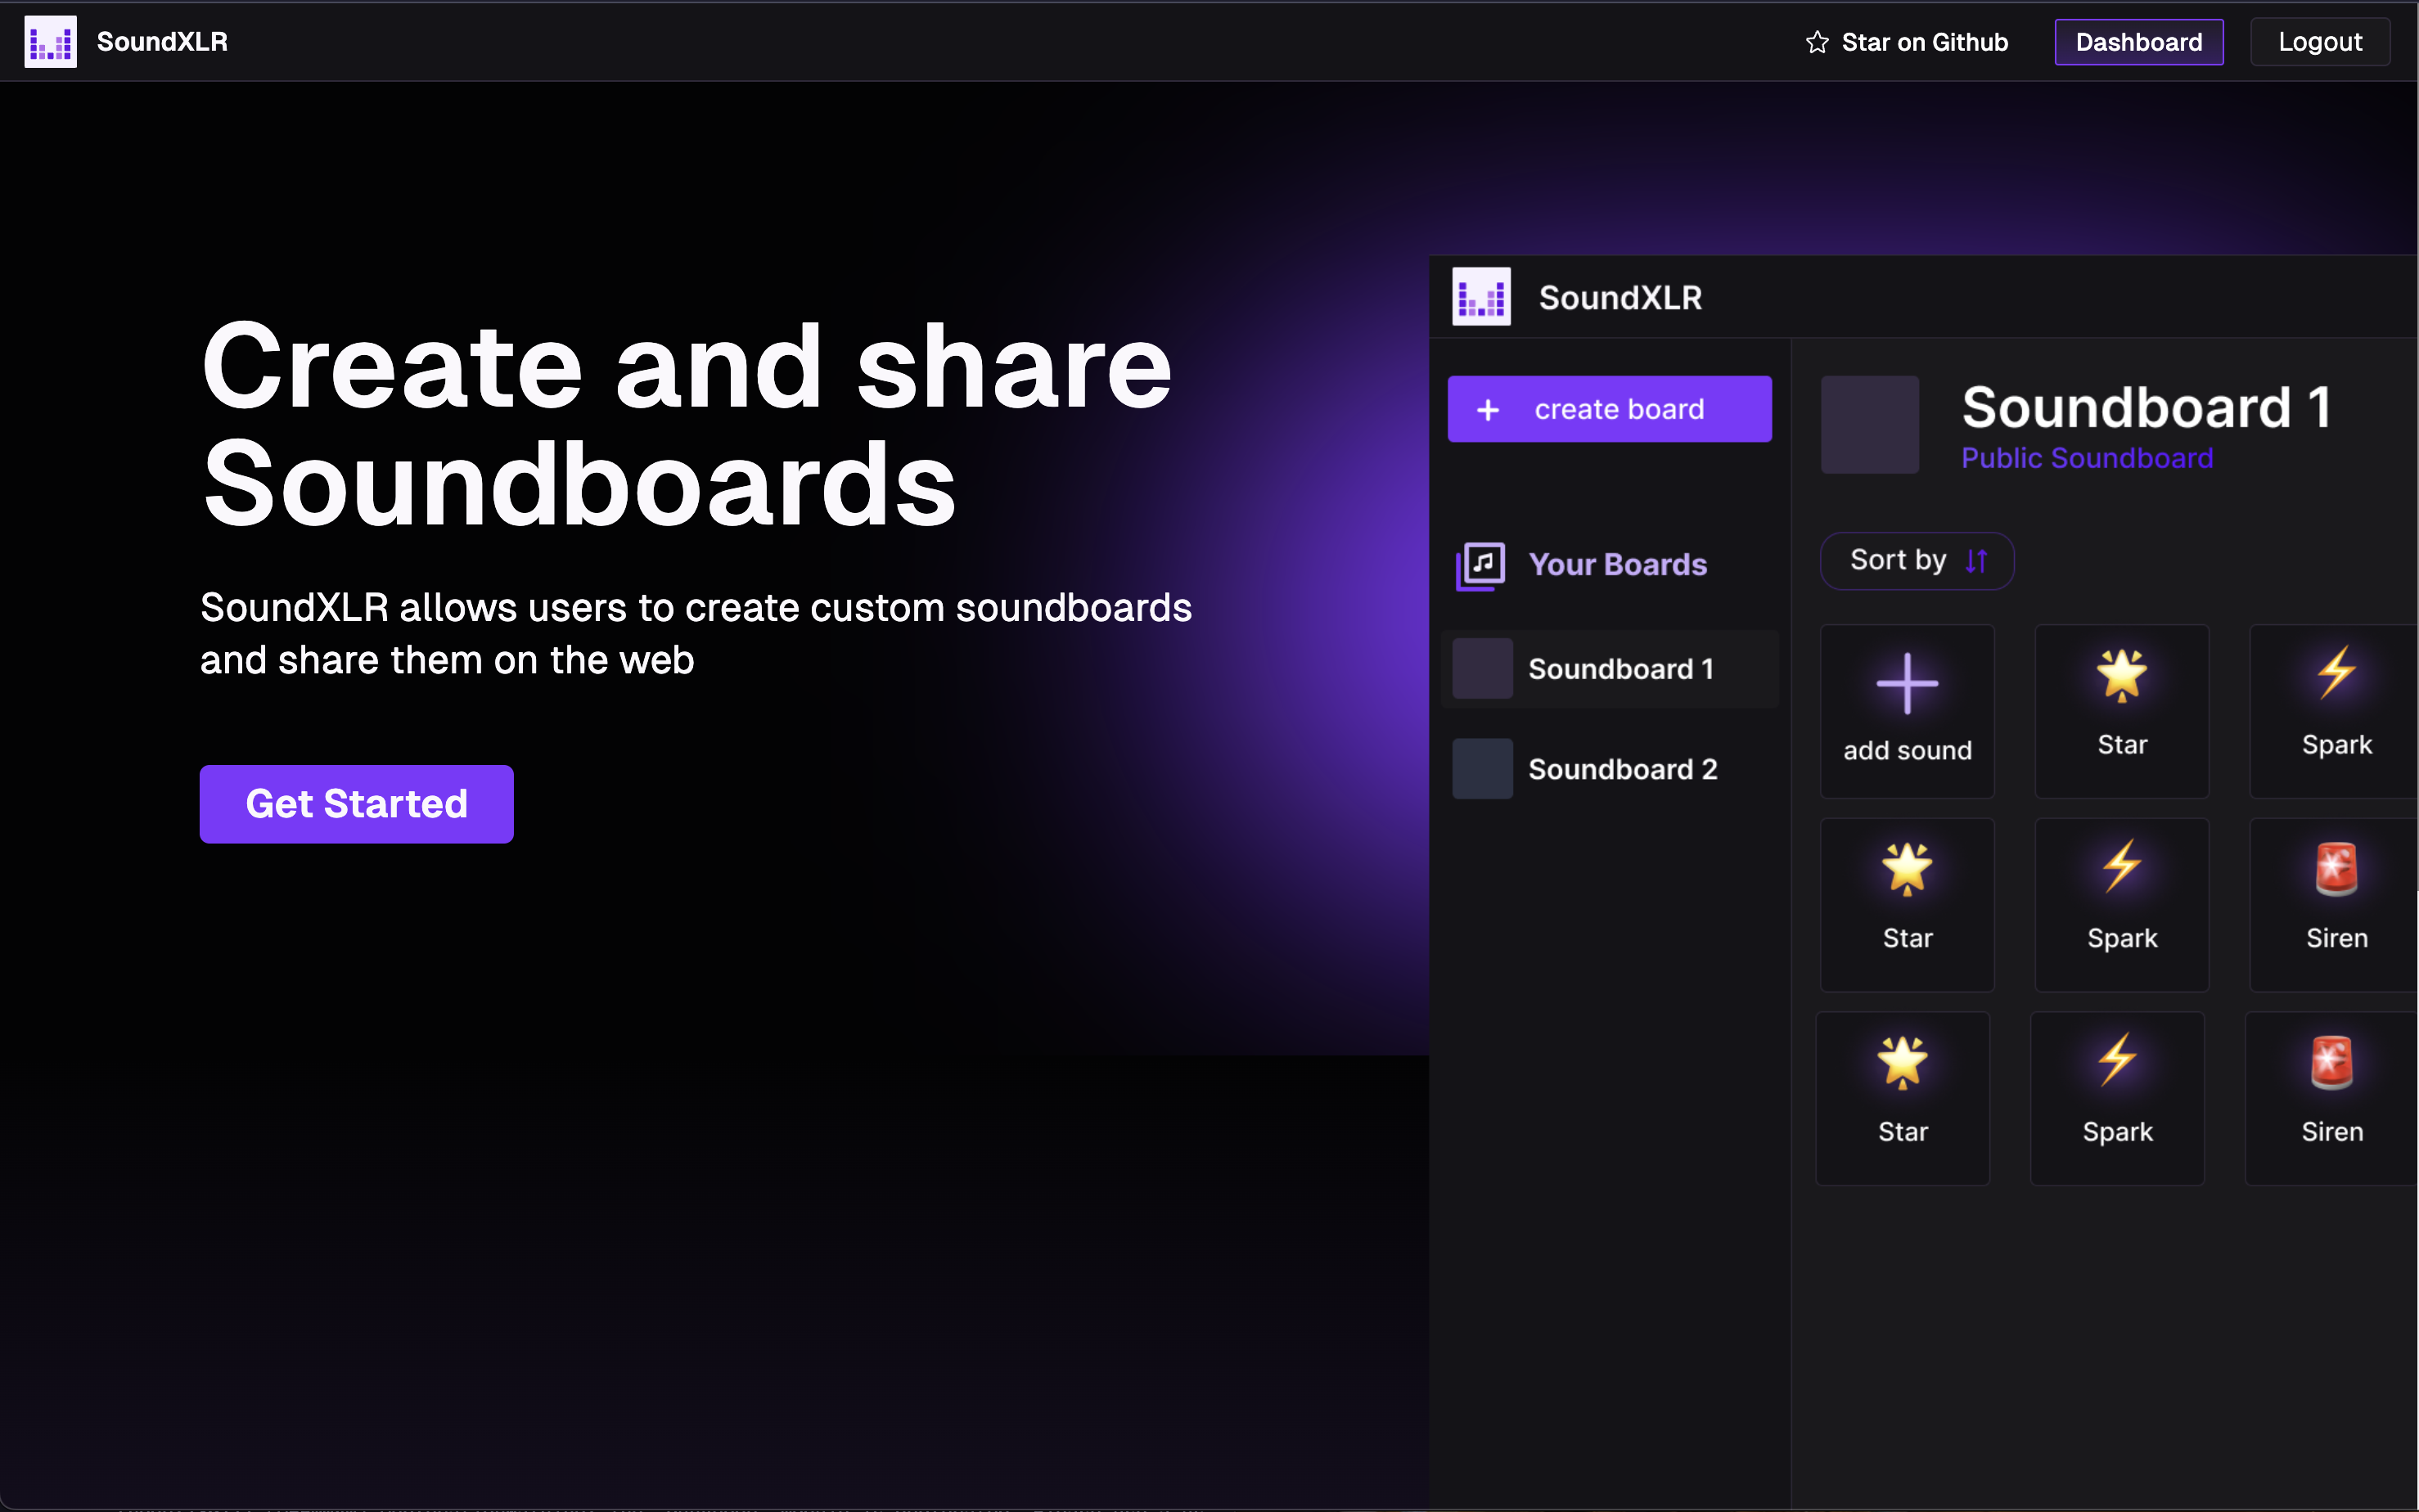 SoundXLR
Star on Github
Dashboard
Logout
Create and share
Soundboards
SoundXLR allows users to create custom soundboards
and share them on the web
Get Started
SoundXLR
create board
Your Boards
Soundboard 1
Soundboard 2
Soundboard 1
Public Soundboard
Sort by
add sound
Star
Spark
Star
Spark
Siren
Star
Spark
Siren